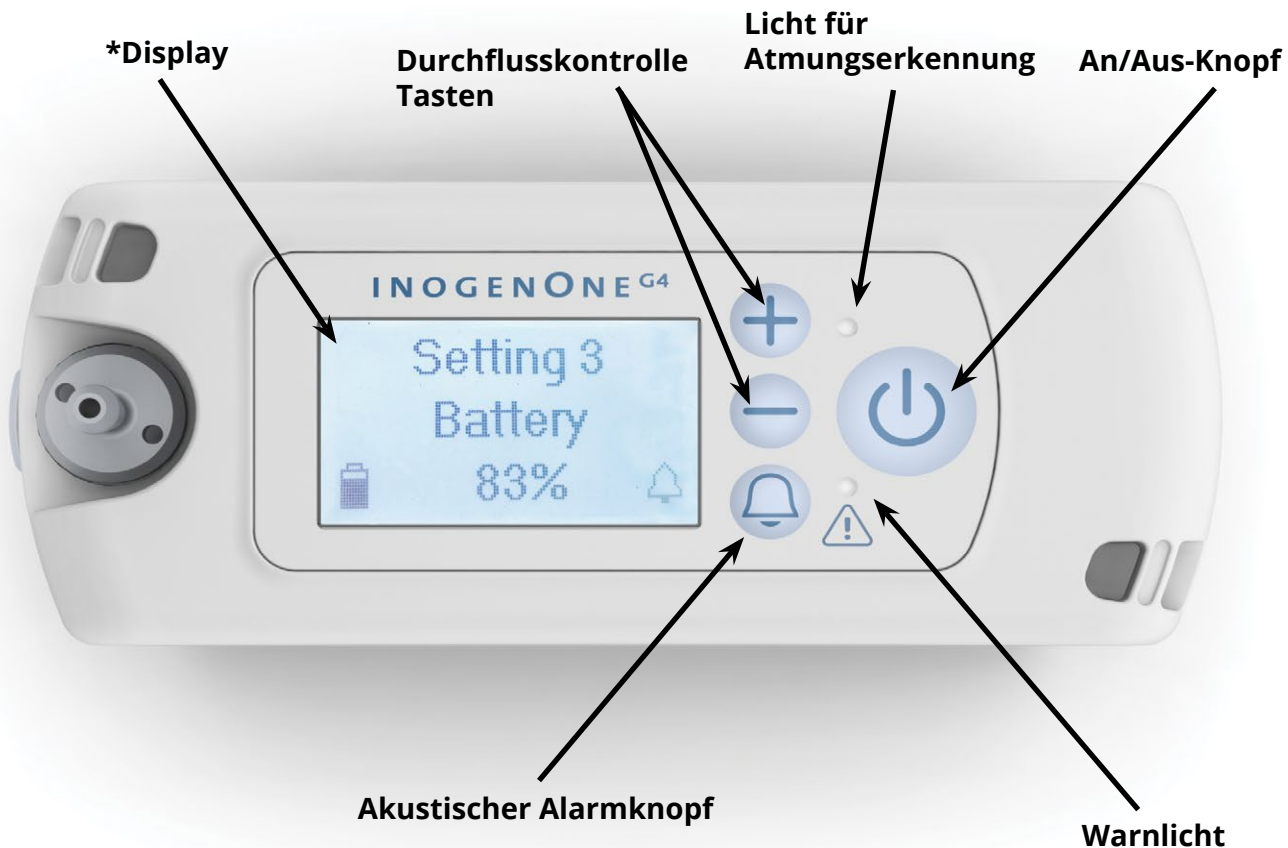 Licht für
Atmungserkennung
*Display
Durchflusskontrolle
Tasten
An/Aus-Knopf
INOGENONE G4
Setting 3
Battery
83%
Akustischer Alarmknopf
Warnlicht